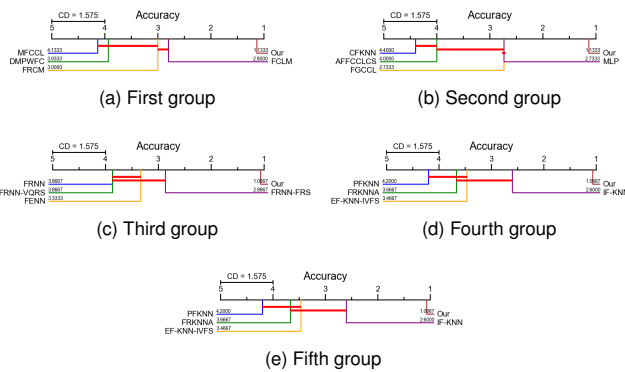 CD = 1.575 Accuracy
5 4 3 2 1
MFCCL 4.1333 1.1333 Our
DMPWFC 3.9333 2.8000 FCLM
FRCM 3.0000
(a) First group
CD = 1.575 Accuracy
5 4 3 2 1
CFKNN 4.4000 1.1333 Our
AFFCCLCS 4.0000 2.7333 MLP
FGCCL 2.7333
(b) Second group
CD = 1.575 Accuracy
5 4 3 2 1
FRNN 3.8667 1.0667 Our
FRNN-VQRS 3.8667 2.8667 FRNN-FRS
FENN 3.3333
(c) Third group
CD = 1.575 Accuracy
5 4 3 2 1
PFKNN 4.2000 1.0667 Our
FRKNNA 3.6667 2.6000 IF-KNN
EF-KNN-IVFS 3.4667
(d) Fourth group
CD = 1.575 Accuracy
5 4 3 2 1
PFKNN 4.2000 1.0667 Our
FRKNNA 3.6667 2.6000 IF-KNN
EF-KNN-IVFS 3.4667
(e) Fifth group